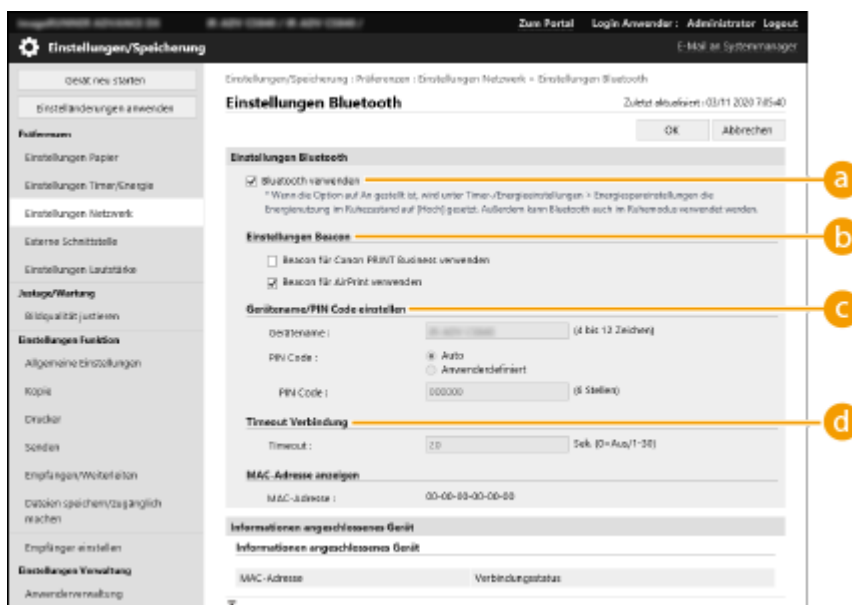 Zum Portal Login Anwender : Administrator Logout
Einstellungen/Speicherung
E-Mail an Systemmanager
Gerät neu starten
Einstelländerungen anwenden
Präferenzen
Einstellungen Papier
Einstellungen Timer/Energie
Einstellungen Netzwerk
Externe Schnittstelle
Einstellungen Lautstärke
Justage/Wartung
Bildqualität justieren
Einstellungen Funktion
Allgemeine Einstellungen
Kopie
Drucker
Senden
Empfangen/Weiterleiten
Dateien speichern/zugänglich
machen
Empfänger einstellen
Einstellungen Verwaltung
Anwenderverwaltung
Einstellungen/Speicherung : Präferenzen : Einstellungen Netzwerk > Einstellungen Bluetooth
Einstellungen Bluetooth
Zuletzt aktualisiert : 03/11 2020 7:05:40
OK Abbrechen
Einstellungen Bluetooth
Bluetooth verwenden
a
* Wenn die Option auf An gestellt ist, wird unter Timer-/Energieeinstellungen > Energiespareinstellungen die
Energienutzung im Ruhezustand auf [Hoch] gesetzt. Außerdem kann Bluetooth auch im Ruhemodus verwendet werden.
Einstellungen Beacon
b
Beacon für Canon PRINT Business verwenden
Beacon für AirPrint verwenden
Gerätename/PIN Code einstellen
c
Gerätename :
(4 bis 12 Zeichen)
PIN Code :
Auto
Anwenderdefiniert
PIN Code :
000000
(6 Stellen)
Timeout Verbindung
d
Timeout :
20
Sek. (0=Aus/1-30)
MAC-Adresse anzeigen
MAC-Adresse :
00-00-00-00-00-00
Informationen angeschlossenes Gerät
Informationen angeschlossenes Gerät
MAC-Adresse
Verbindungsstatus